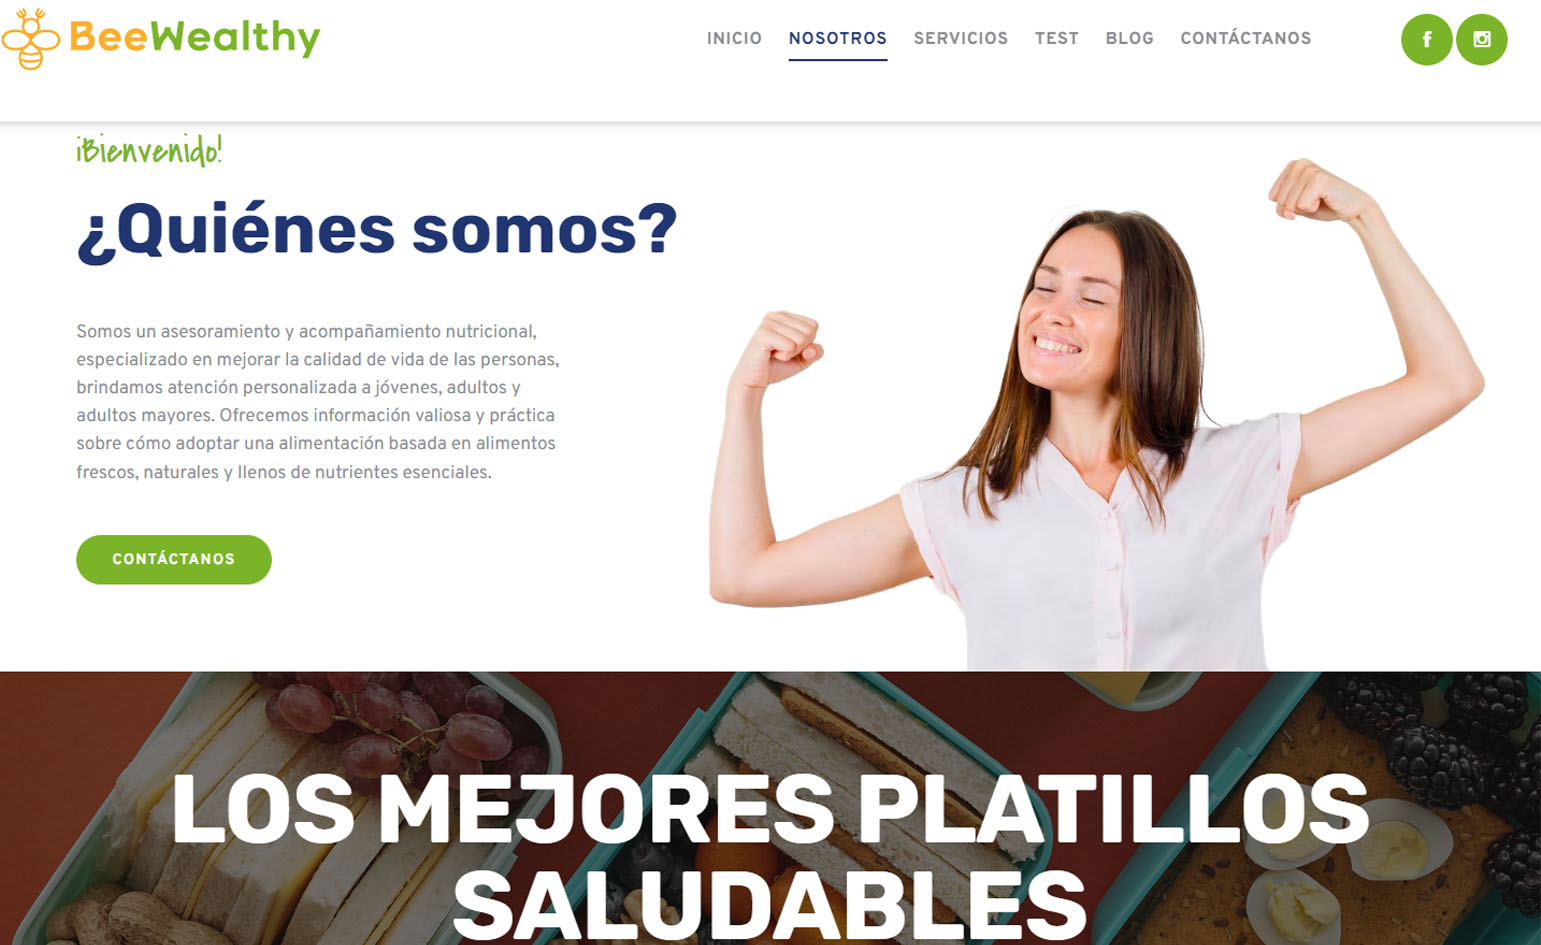 BeeWealthy
INICIO NOSOTROS SERVICIOS TEST BLOG CONTÁCTANOS
¡Bienvenido!
¿Quiénes somos?
Somos un asesoramiento y acompañamiento nutricional,
especializado en mejorar la calidad de vida de las personas,
brindamos atención personalizada a jóvenes, adultos y
adultos mayores. Ofrecemos información valiosa y práctica
sobre cómo adoptar una alimentación basada en alimentos
frescos, naturales y llenos de nutrientes esenciales.
CONTÁCTANOS
LOS MEJORES PLATILLOS
SALUDABLES